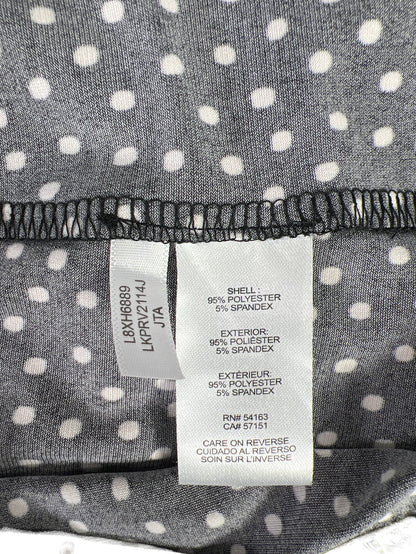 L8XH6889
LKPRV2114J
JTA
SHELL :
95% POLYESTER
5% SPANDEX
EXTERIOR:
95% POLIÉSTER
5% SPANDEX
EXTÉRIEUR:
95% POLYESTER
5% SPANDEX
RN# 54163
CA# 57151
CARE ON REVERSE
CUIDADO AL REVERSO
SOIN SUR L'INVERSE